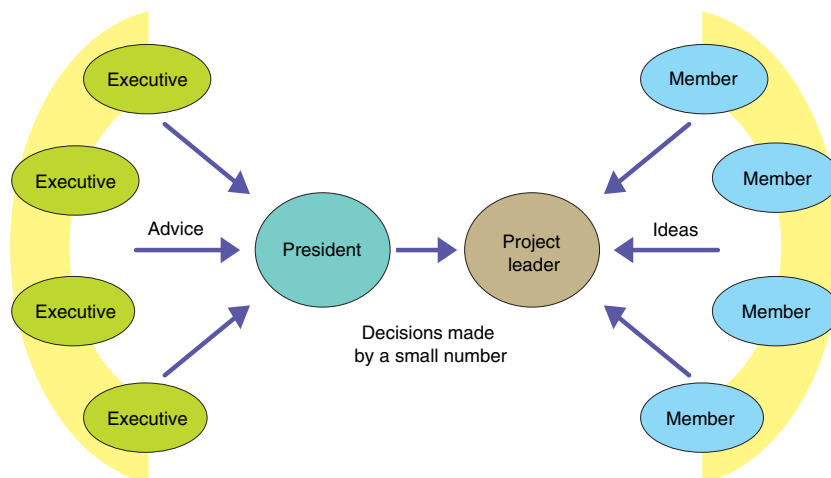 Executive
Executive
Advice
Executive
Executive
President
Decisions made
by a small number
Project
leader
Member
Member
Ideas
Member
Member